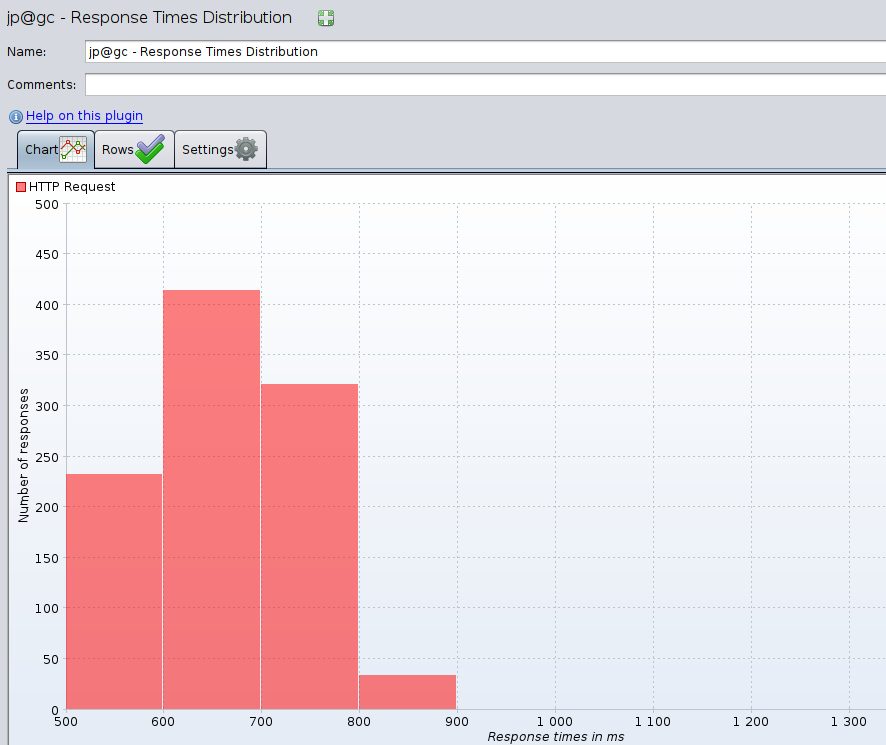 jp@gc - Response Times Distribution
Name: jp@gc - Response Times Distribution
Comments:
Help on this plugin
Chart Rows Settings
HTTP Request
500
450
400
350
300
250
200
150
100
50
0
Number of responses
500 600 700 800 900 1 000 1 100 1 200 1 300
Response times in ms